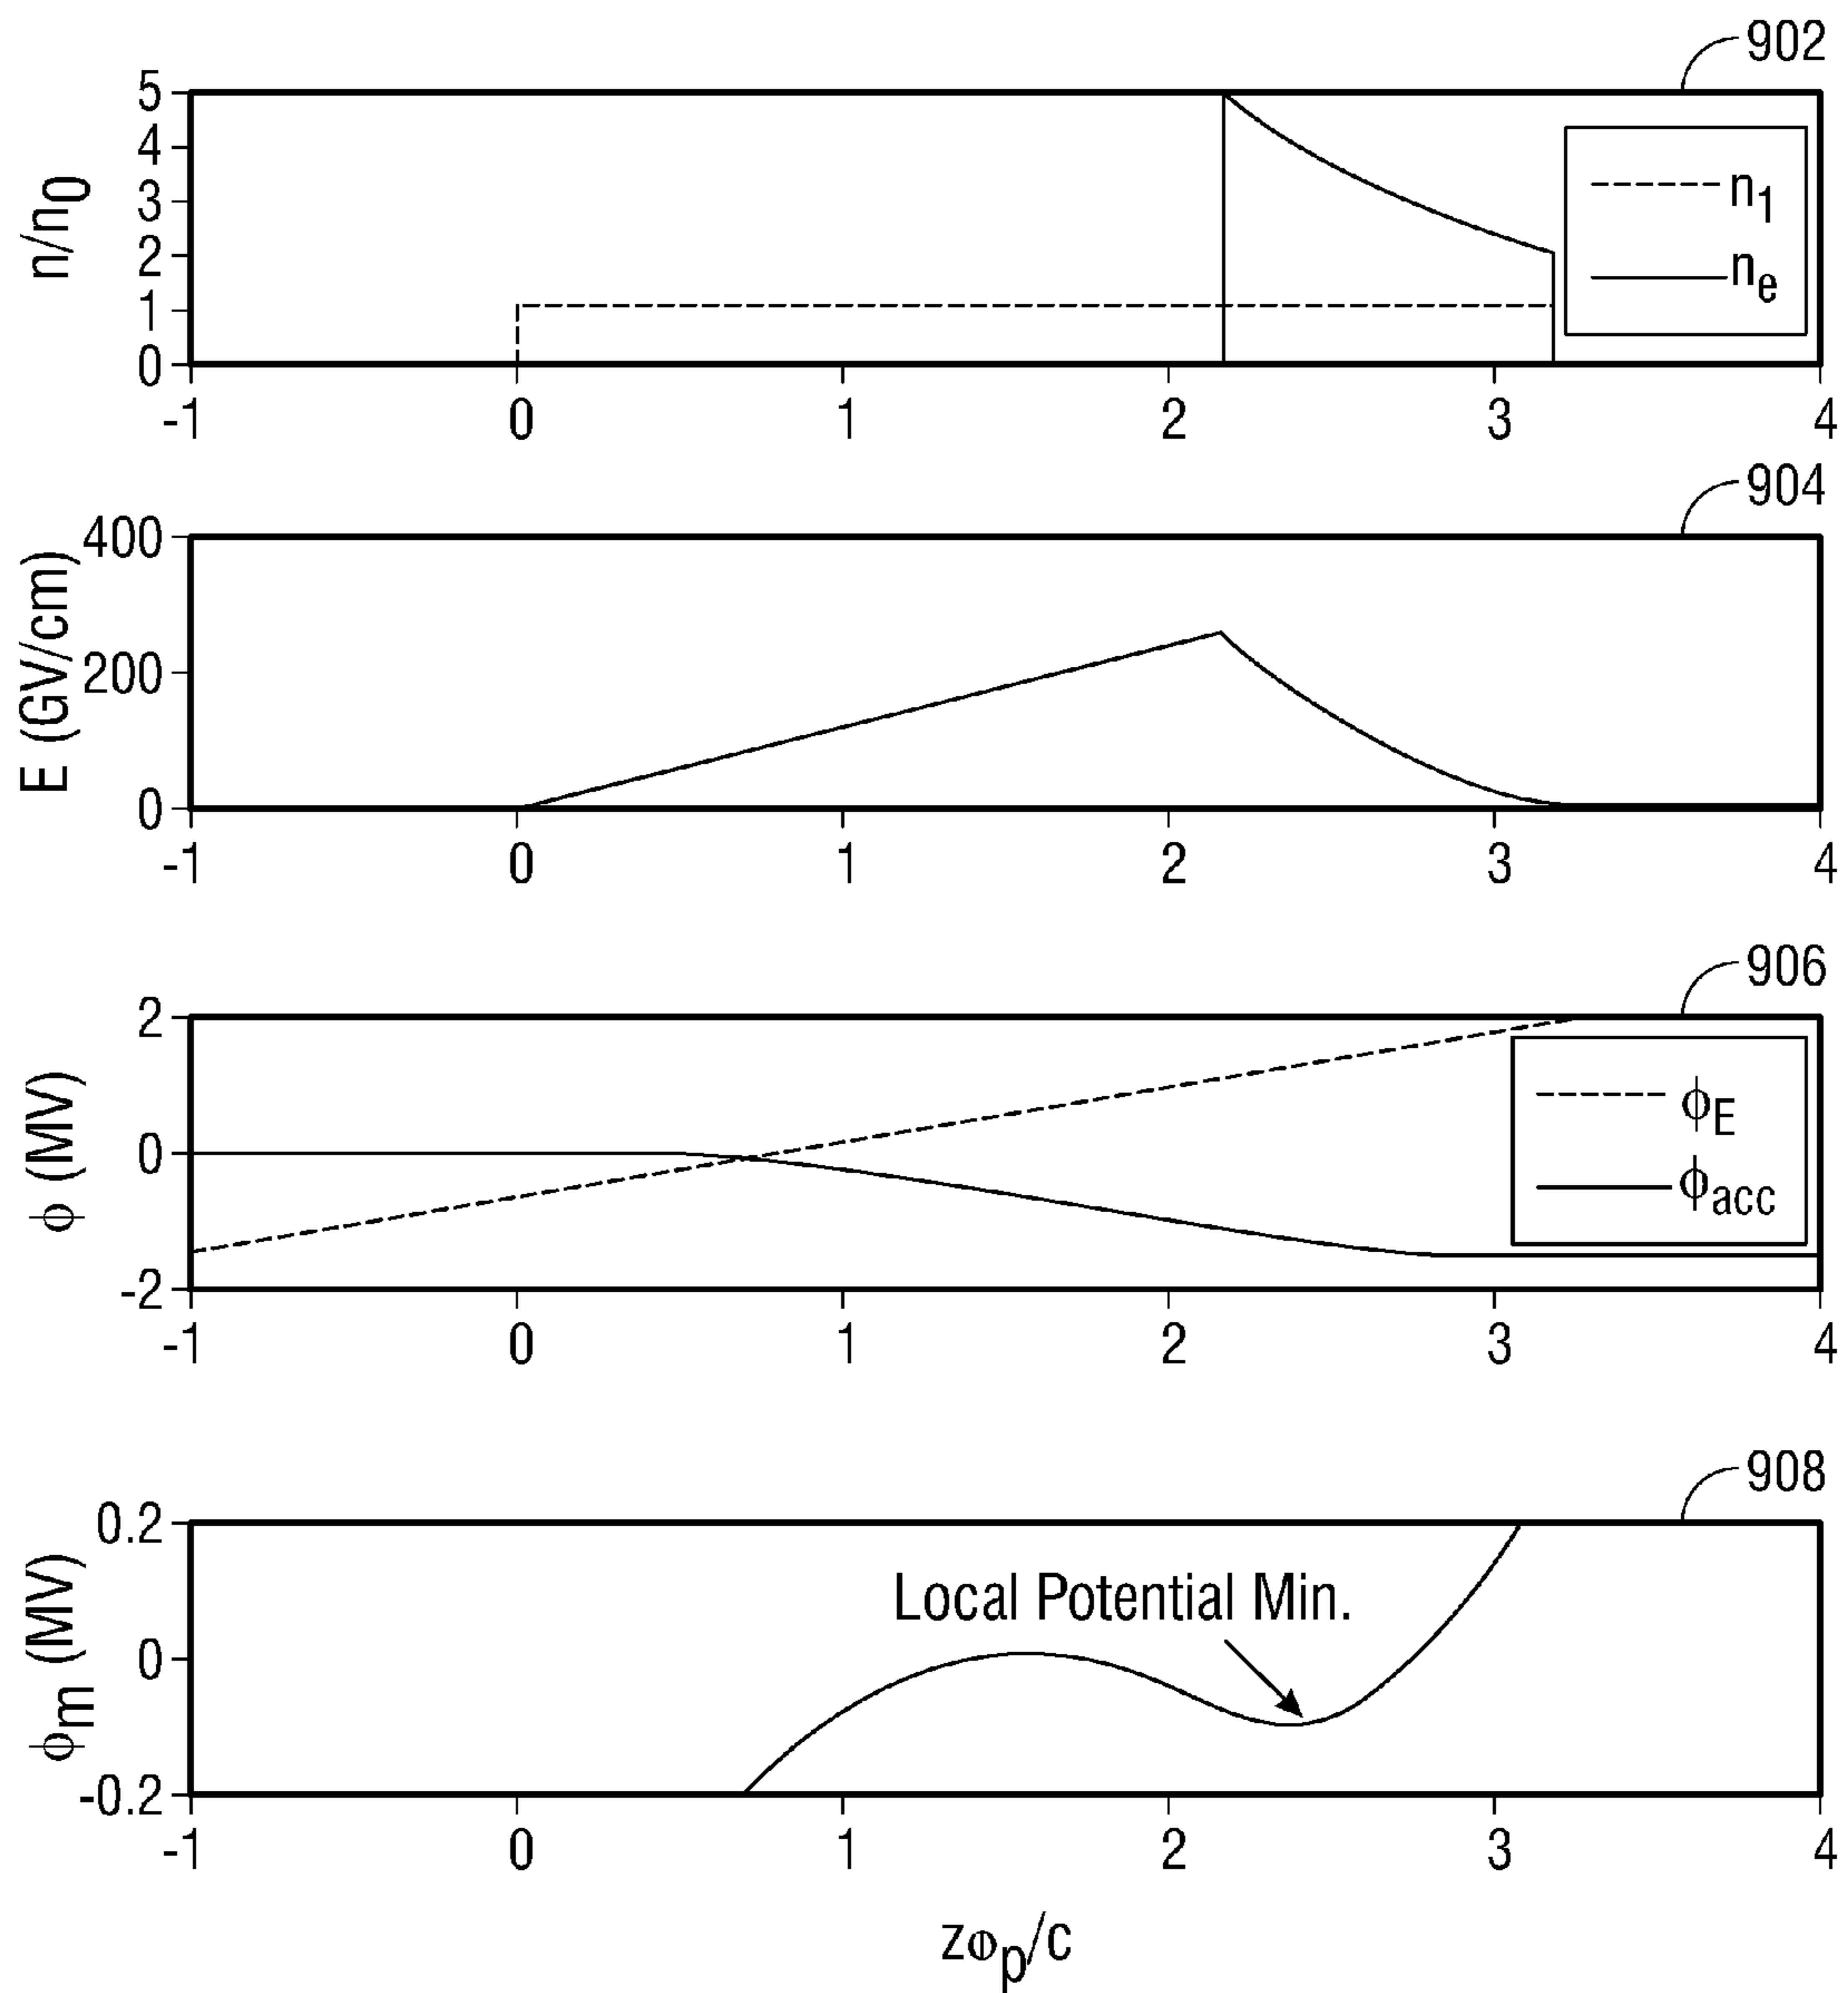 902
n/n0
5
4
3
2
1
0
n1
ne
-1 0 1 2 3 4
904
E (GV/cm)
400
200
0
-1 0 1 2 3 4
906
ϕ (MV)
2
0
-2
ϕE
ϕacc
-1 0 1 2 3 4
908
ϕm (MV)
0.2
0
-0.2
Local Potential Min.
-1 0 1 2 3 4
zϕp/c